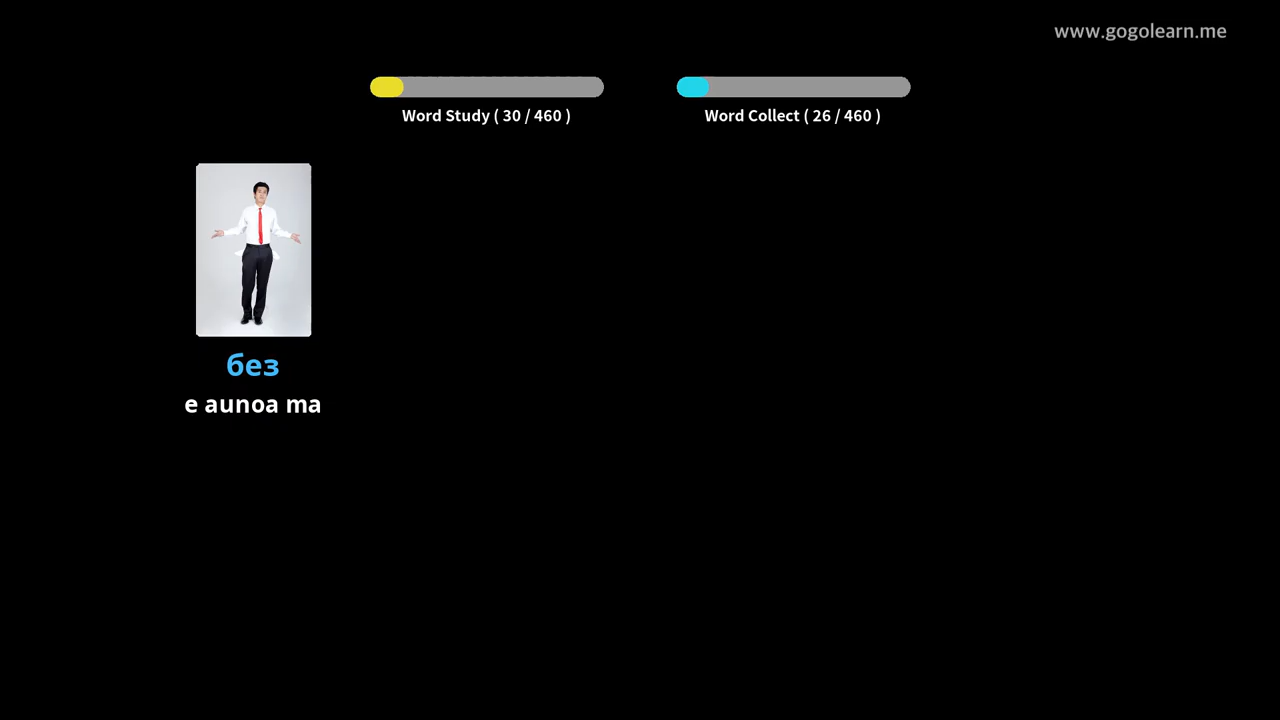 www.gogolearn.me
Word Study ( 30 / 460 )
Word Collect ( 26 / 460 )
без
e aunoa ma